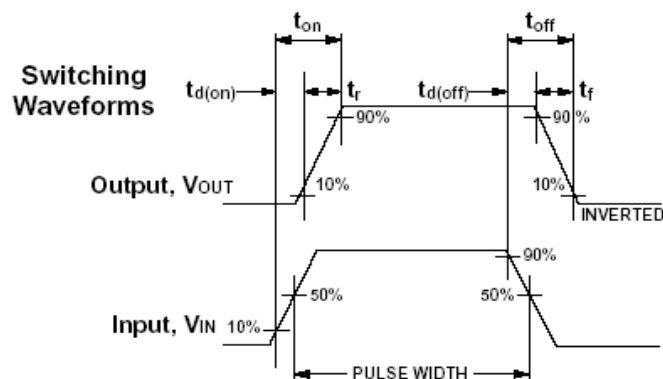 ton
toff
Switching
Waveforms
td(on)
tr
td(off)
tf
90%
90%
Output, VOUT
10%
10%
INVERTED
90%
50%
50%
Input, VIN
10%
PULSE WIDTH